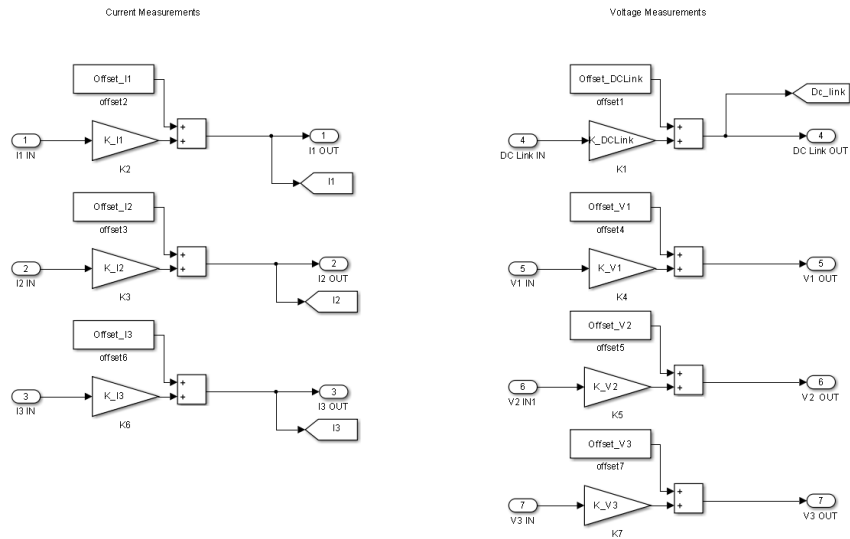 Current Measurements
Offset_I1
offset2
+
+
1
I1 IN
K_I1
K2
1
I1 OUT
I1
Offset_I2
offset3
+
+
2
I2 IN
K_I2
K3
2
I2 OUT
I2
Offset_I3
offset6
+
+
3
I3 IN
K_I3
K6
3
I3 OUT
I3
Voltage Measurements
Offset_DCLink
offset1
Dc_link
+
+
4
DC Link IN
K_DCLink
K1
4
DC Link OUT
Offset_V1
offset4
+
+
5
V1 IN
K_V1
K4
5
V1 OUT
Offset_V2
offset5
+
+
6
V2 IN1
K_V2
K5
6
V2 OUT
Offset_V3
offset7
+
+
7
V3 IN
K_V3
K7
7
V3 OUT